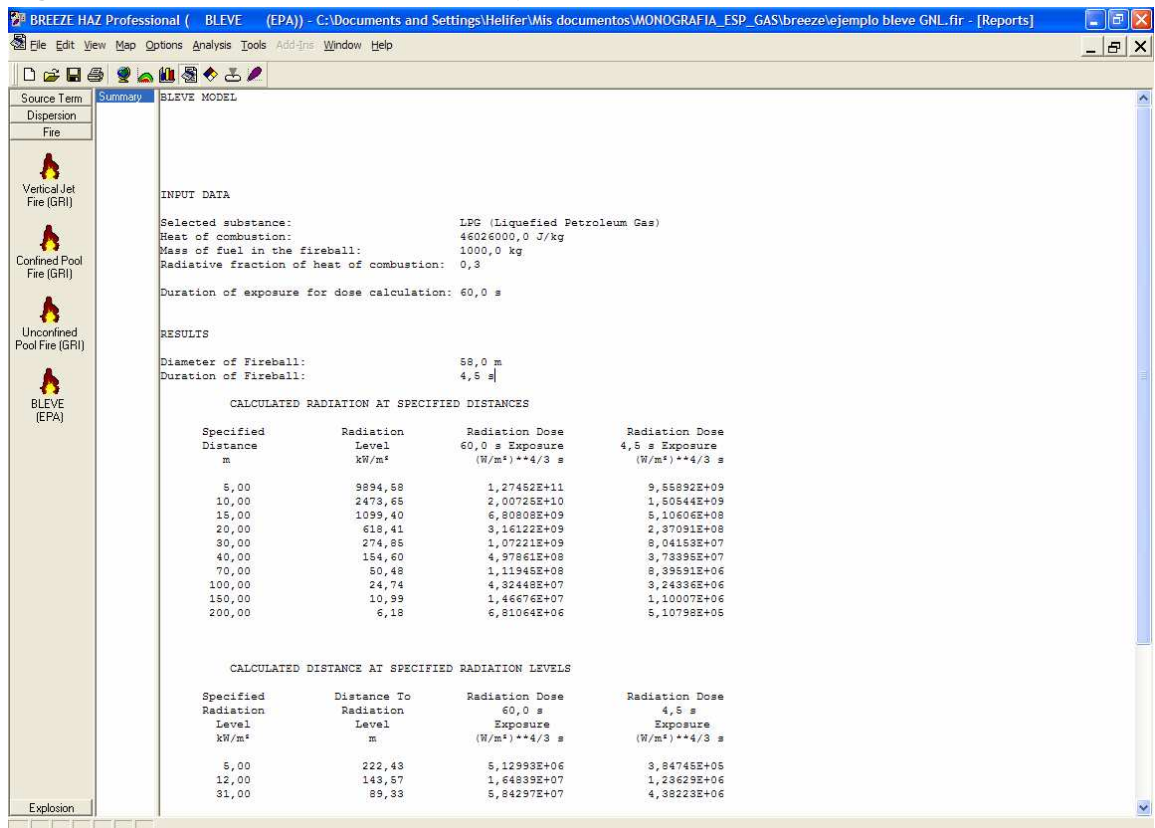 BREEZE HAZ Professional ( BLEVE (EPA)) - C:\Documents and Settings\Helifer\Mis documentos\MONOGRAFIA_ESP_GAS\breeze\ejemplo bleve GNL.fir - [Reports]
File Edit View Map Options Analysis Tools Add-Ins Window Help
Source Term
Dispersion
Fire
Vertical Jet
Fire (GRI)
Confined Pool
Fire (GRI)
Unconfined
Pool Fire (GRI)
BLEVE
(EPA)
Explosion
Summary
BLEVE MODEL
INPUT DATA
Selected substance: LPG (Liquefied Petroleum Gas)
Heat of combustion: 46026000,0 J/kg
Mass of fuel in the fireball: 1000,0 kg
Radiative fraction of heat of combustion: 0,3
Duration of exposure for dose calculation: 60,0 s
RESULTS
Diameter of Fireball: 58,0 m
Duration of Fireball: 4,5 s
CALCULATED RADIATION AT SPECIFIED DISTANCES
Specified Radiation Radiation Dose Radiation Dose
Distance Level 60,0 s Exposure 4,5 s Exposure
m kW/m² (W/m²)**4/3 s (W/m²)**4/3 s
5,00 9894,58 1,27452E+11 9,55892E+09
10,00 2473,65 2,00725E+10 1,50544E+09
15,00 1099,40 6,80808E+09 5,10606E+08
20,00 618,41 3,16122E+09 2,37091E+08
30,00 274,85 1,07221E+09 8,04153E+07
40,00 154,60 4,97861E+08 3,73395E+07
70,00 50,48 1,11945E+08 8,39591E+06
100,00 24,74 4,32448E+07 3,24336E+06
150,00 10,99 1,46676E+07 1,10007E+06
200,00 6,18 6,81064E+06 5,10798E+05
CALCULATED DISTANCE AT SPECIFIED RADIATION LEVELS
Specified Distance To Radiation Dose Radiation Dose
Radiation Radiation 60,0 s 4,5 s
Level Level Exposure Exposure
kW/m² m (W/m²)**4/3 s (W/m²)**4/3 s
5,00 222,43 5,12993E+06 3,84745E+05
12,00 143,57 1,64839E+07 1,23629E+06
31,00 89,33 5,84297E+07 4,38223E+06